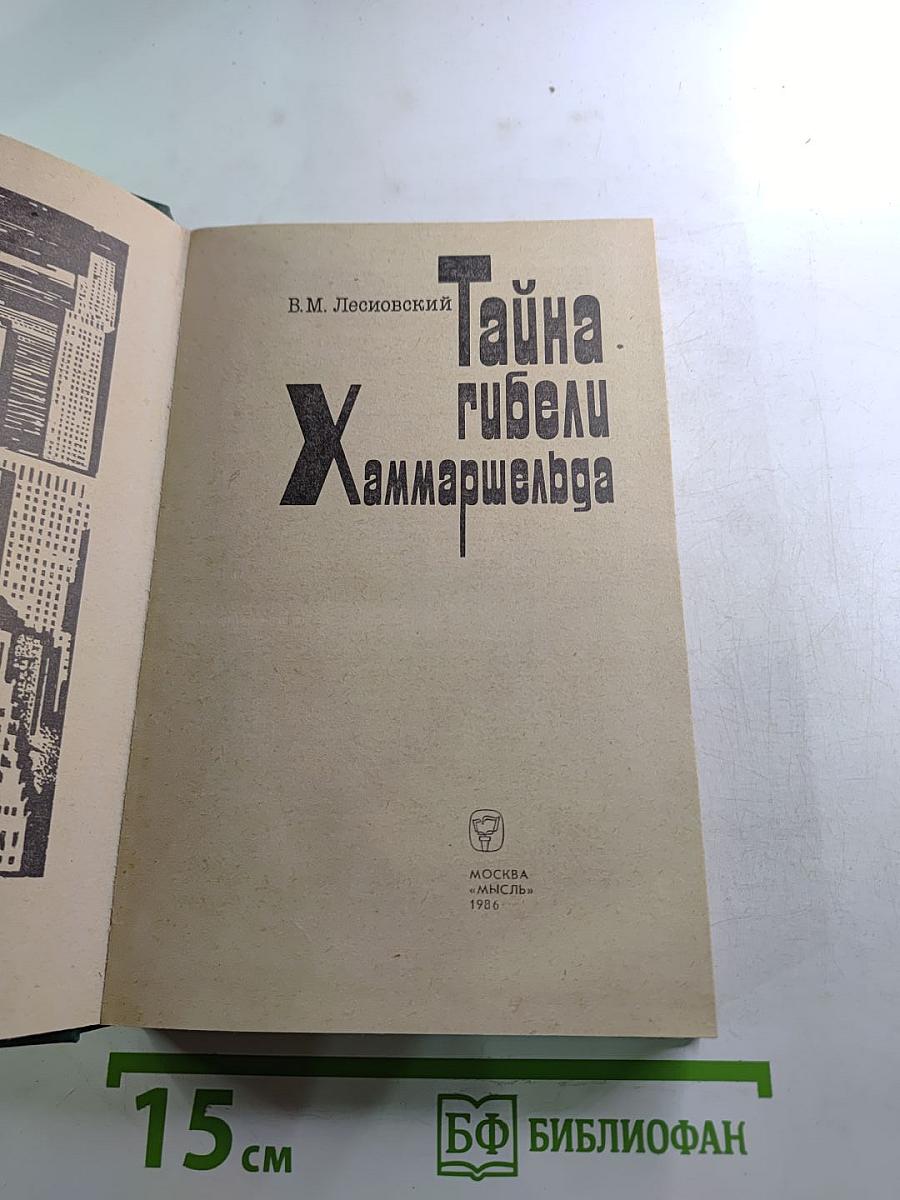 В.М. Лесиовский
Тайна
гибели
Хаммаршельда
МОСКВА
«МЫСЛЬ»
1986
15 см
БФ БИБЛИОФАН